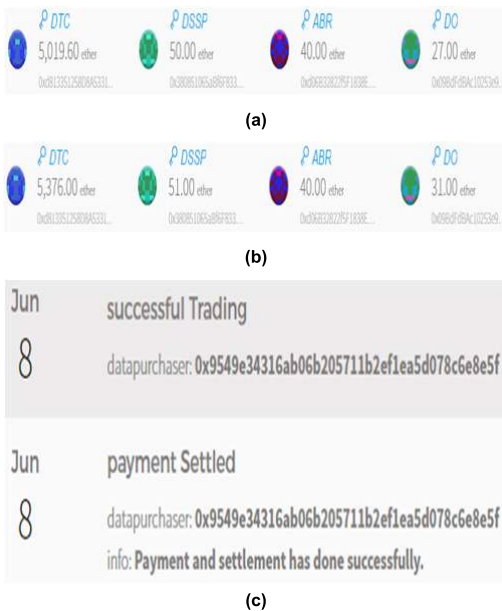 DTC DSSP ABR DO
5,019.60 ether 50.00 ether 40.00 ether 27.00 ether
(a)
DTC DSSP ABR DO
5,376.00 ether 51.00 ether 40.00 ether 31.00 ether
(b)
Jun
successful Trading
8
datapurchaser: 0x9549e34316ab06b205711b2ef1ea5d078c6e8e5f
Jun
payment Settled
8
datapurchaser: 0x9549e34316ab06b205711b2ef1ea5d078c6e8e5f
info: Payment and settlement has done successfully.
(c)